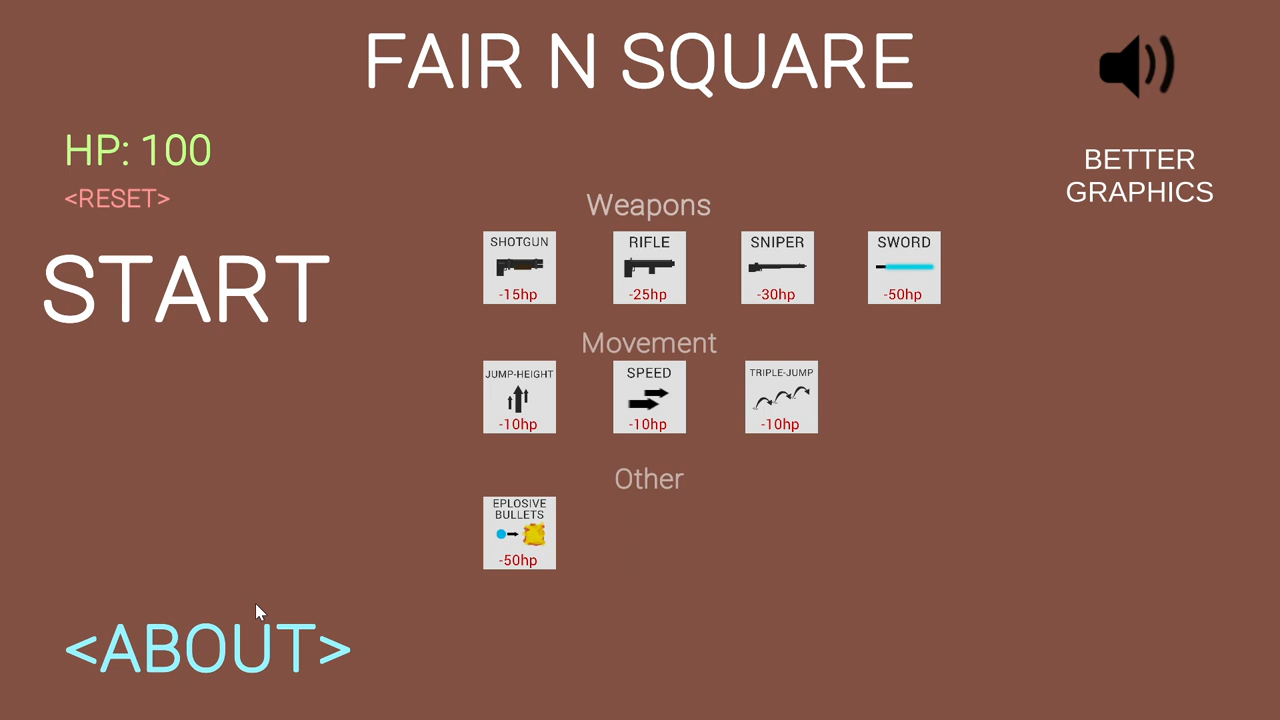 FAIR N SQUARE
HP: 100
<RESET>
START
BETTER
GRAPHICS
Weapons
SHOTGUN
-15hp
RIFLE
-25hp
SNIPER
-30hp
SWORD
-50hp
Movement
JUMP-HEIGHT
-10hp
SPEED
-10hp
TRIPLE-JUMP
-10hp
Other
EPLOSIVE
BULLETS
-50hp
<ABOUT>